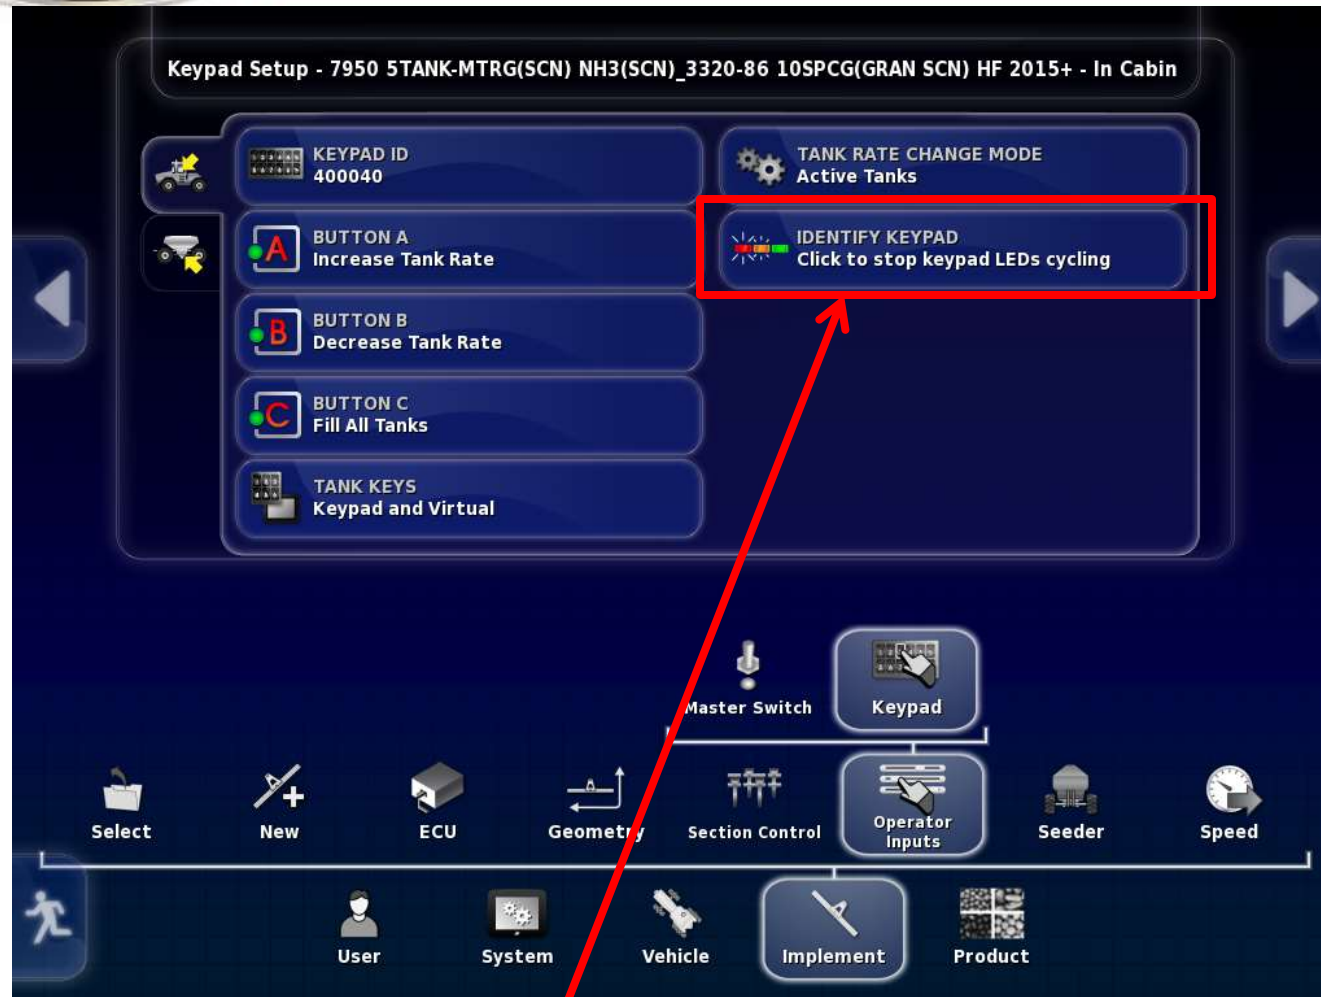 Keypad Setup - 7950 5TANK-MTRG(SCN) NH3(SCN)_3320-86 10SPCG(GRAN SCN) HF 2015+ - In Cabin
KEYPAD ID
400040
TANK RATE CHANGE MODE
Active Tanks
A
BUTTON A
Increase Tank Rate
IDENTIFY KEYPAD
Click to stop keypad LEDs cycling
B
BUTTON B
Decrease Tank Rate
C
BUTTON C
Fill All Tanks
TANK KEYS
Keypad and Virtual
Master Switch
Keypad
Select
New
ECU
Geometry
Section Control
Operator
Inputs
Seeder
Speed
User
System
Vehicle
Implement
Product